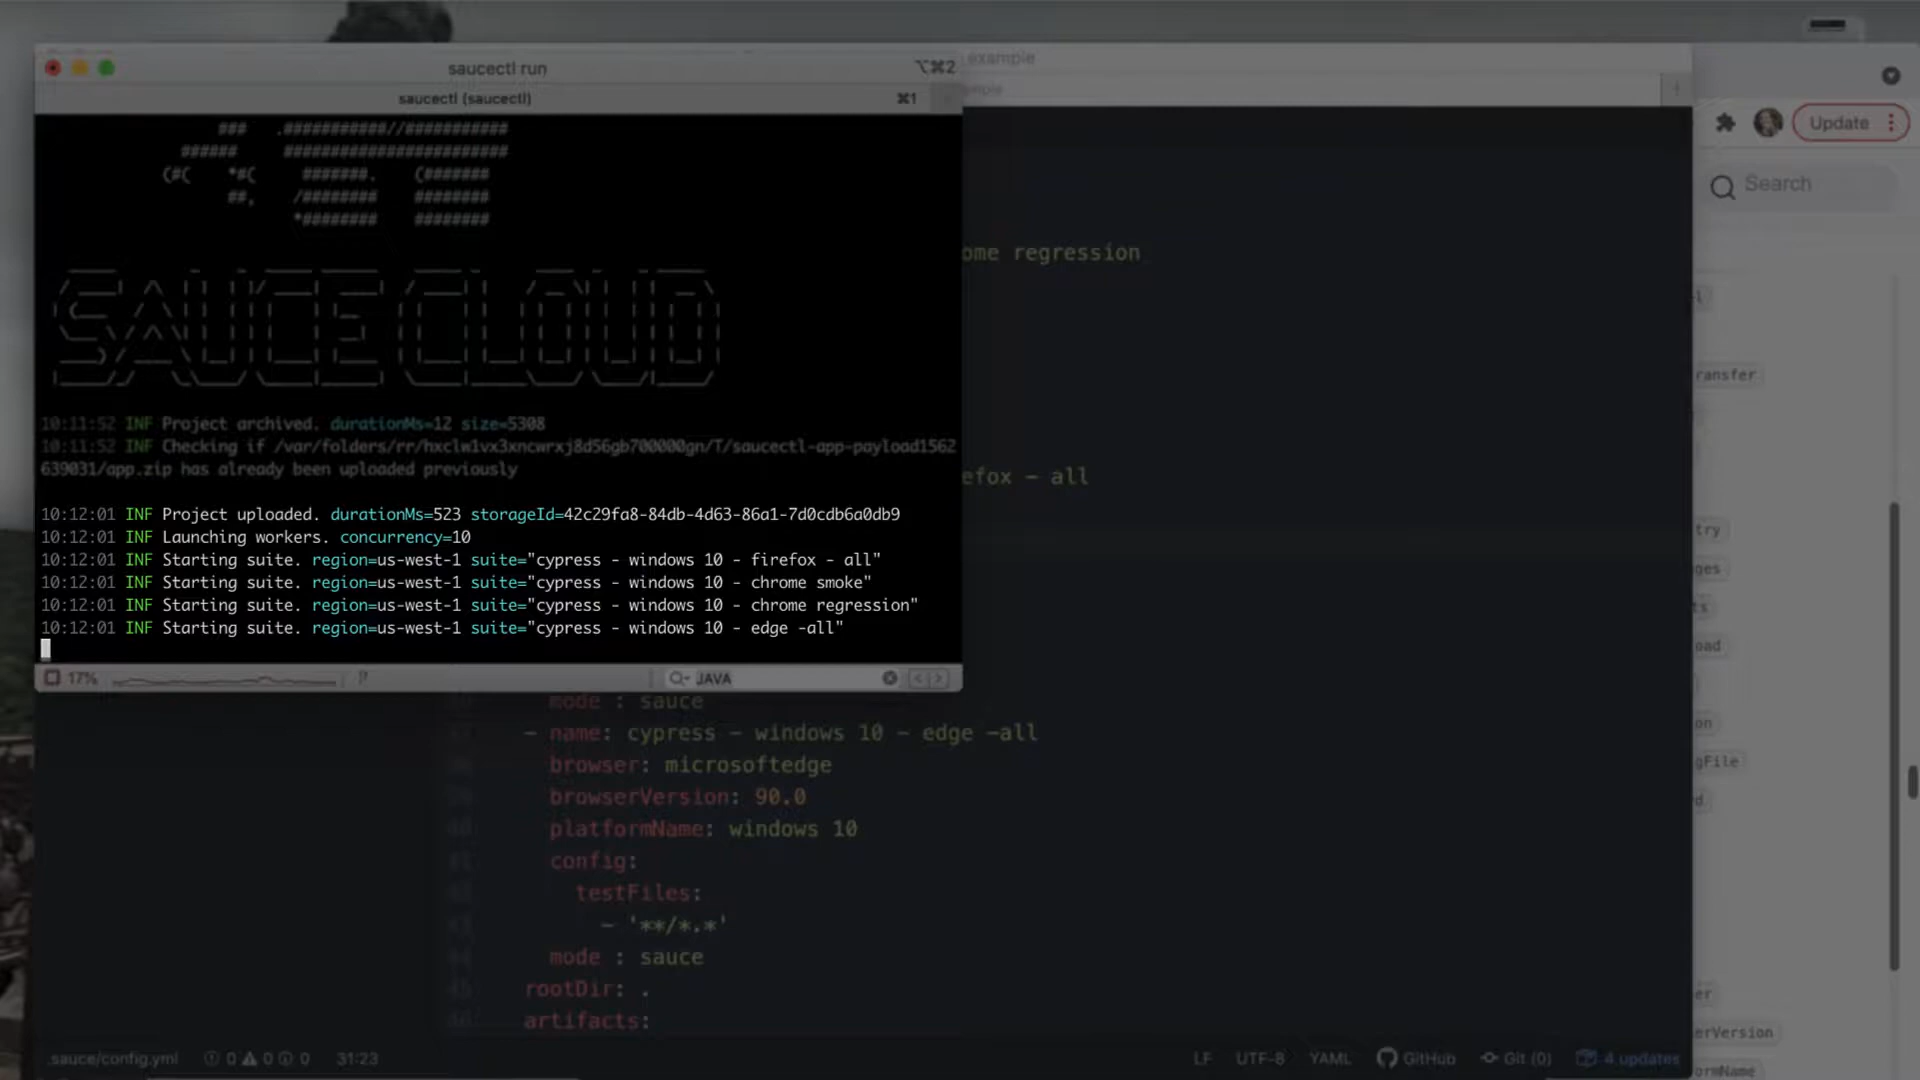 saucectl run
⌥⌘2
saucectl (saucectl)
⌘1
### .###########//###########
###### ########################
(#( *#( #######. (#######
##, /######## ########
*######## ########
SAUCE CLOUD
10:11:52 INF Project archived. durationMs=12 size=5308
10:11:52 INF Checking if /var/folders/rr/hxclw1vx3xncwrxj8d56gb700000gn/T/saucectl-app-payload1562
639031/app.zip has already been uploaded previously
10:12:01 INF Project uploaded. durationMs=523 storageId=42c29fa8-84db-4d63-86a1-7d0cdb6a0db9
10:12:01 INF Launching workers. concurrency=10
10:12:01 INF Starting suite. region=us-west-1 suite="cypress - windows 10 - firefox - all"
10:12:01 INF Starting suite. region=us-west-1 suite="cypress - windows 10 - chrome smoke"
10:12:01 INF Starting suite. region=us-west-1 suite="cypress - windows 10 - chrome regression"
10:12:01 INF Starting suite. region=us-west-1 suite="cypress - windows 10 - edge -all"
17%
JAVA
example
ome regression
efox - all
mode : sauce
- name: cypress - windows 10 - edge -all
browser: microsoftedge
browserVersion: 90.0
platformName: windows 10
config:
testFiles:
- '**/*.*'
mode : sauce
rootDir: .
artifacts:
.sauce/config.yml 0 0 0 31:23
LF UTF-8 YAML GitHub Git (0) 4 updates
Update
Search
ransfer
try
ges
ts
oad
on
gFile
d
er
erVersion
ormName